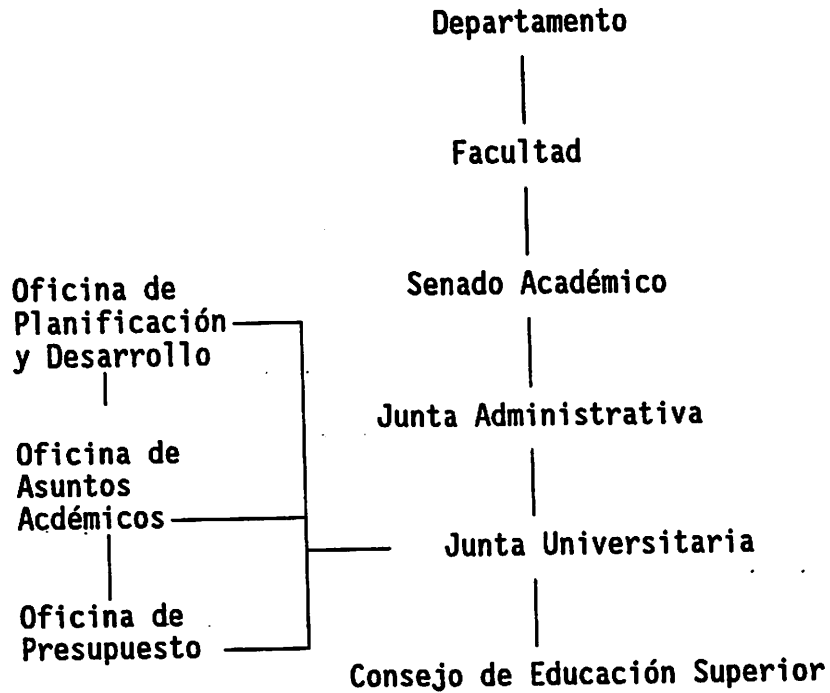 Departamento
Facultad
Senado Académico
Junta Administrativa
Junta Universitaria
Consejo de Educación Superior
Oficina de
Planificación
y Desarrollo
Oficina de
Asuntos
Acdémicos
Oficina de
Presupuesto